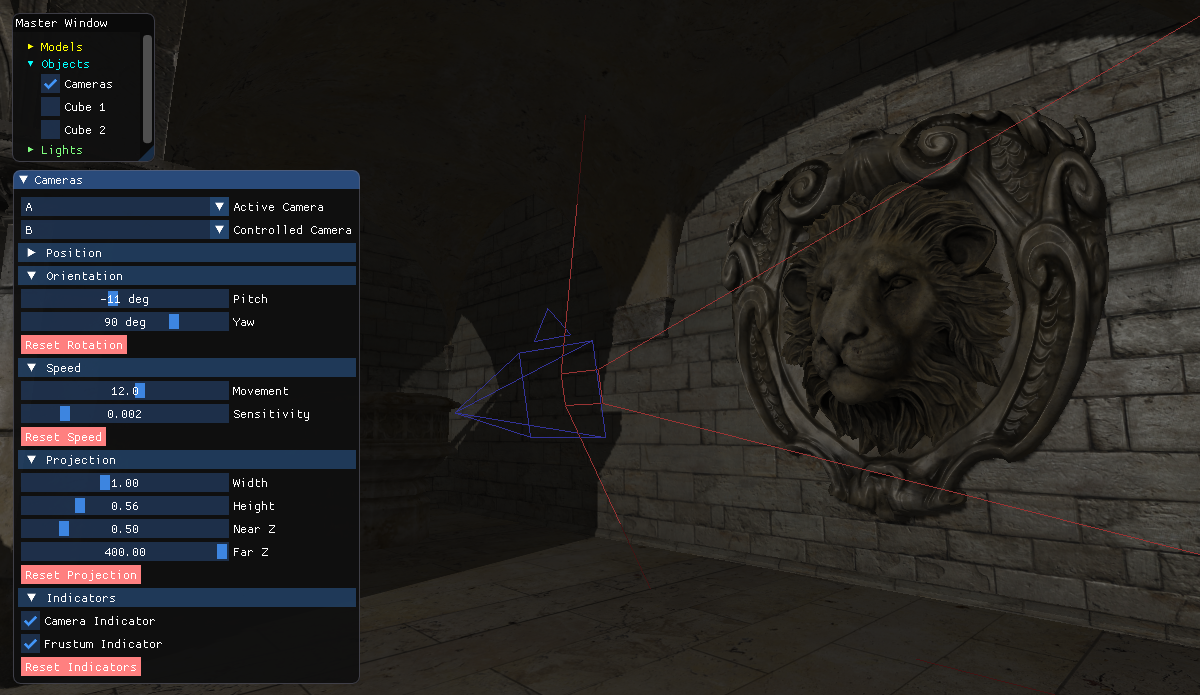 Master Window
Models
Objects
Cameras
Cube 1
Cube 2
Lights
Cameras
A Active Camera
B Controlled Camera
Position
Orientation
-11 deg Pitch
90 deg Yaw
Reset Rotation
Speed
12.0 Movement
0.002 Sensitivity
Reset Speed
Projection
1.00 Width
0.56 Height
0.50 Near Z
400.00 Far Z
Reset Projection
Indicators
Camera Indicator
Frustum Indicator
Reset Indicators